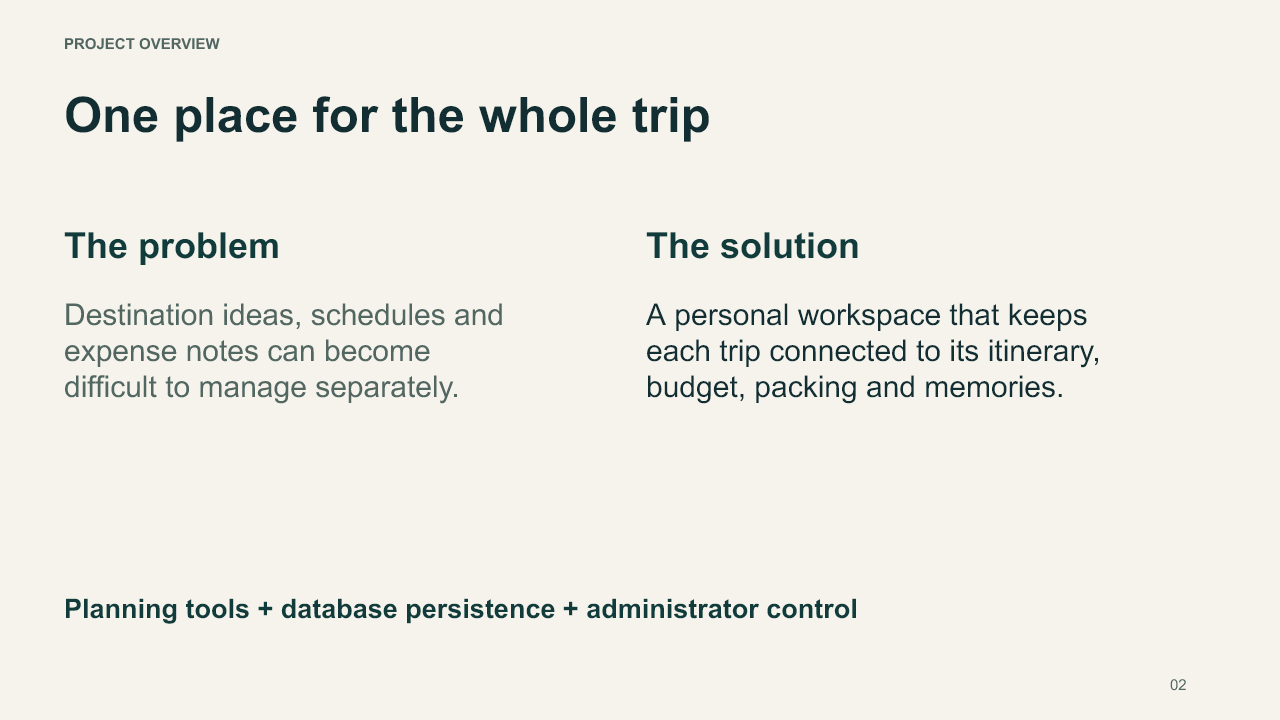 PROJECT OVERVIEW
One place for the whole trip
The problem
Destination ideas, schedules and
expense notes can become
difficult to manage separately.
The solution
A personal workspace that keeps
each trip connected to its itinerary,
budget, packing and memories.
Planning tools + database persistence + administrator control
02